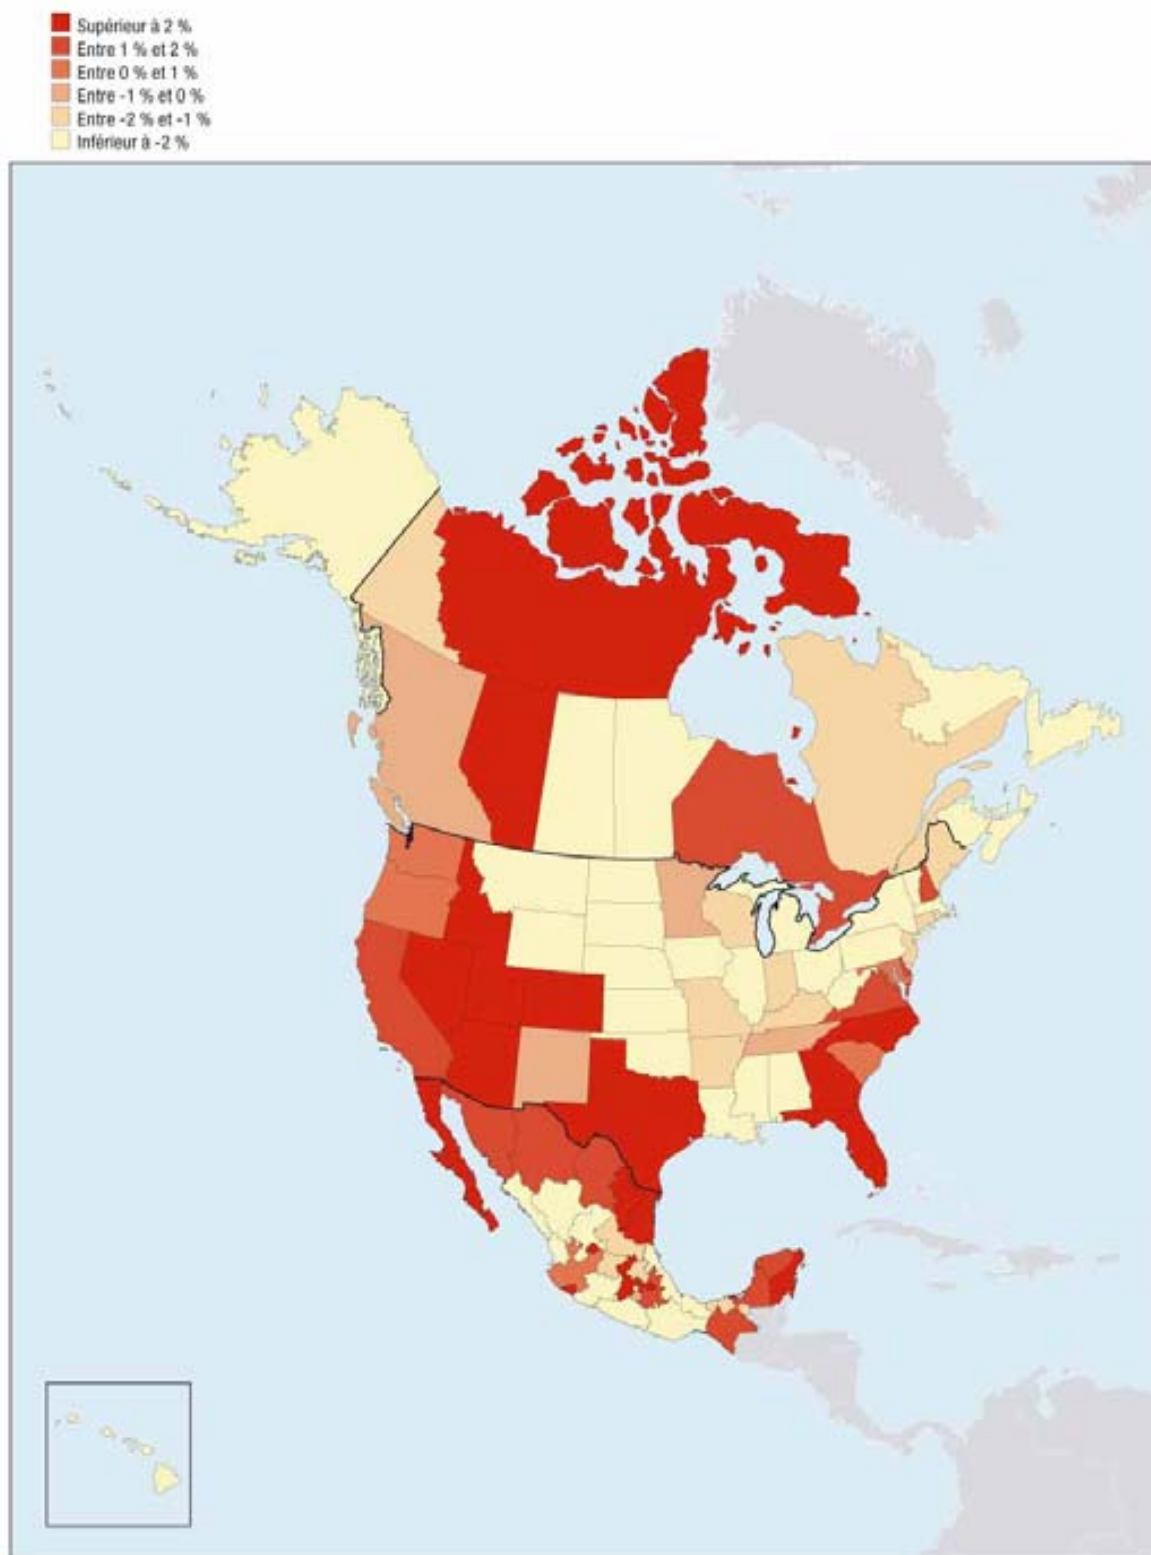 Supérieur à 2 %
Entre 1 % et 2 %
Entre 0 % et 1 %
Entre -1 % et 0 %
Entre -2 % et -1 %
Inférieur à -2 %